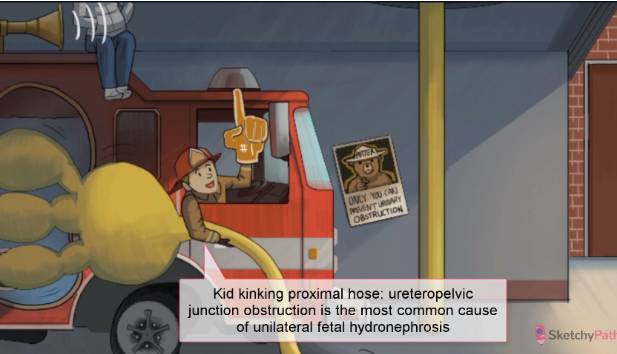 #1
ONLY YOU CAN
PREVENT URINARY
OBSTRUCTION
Kid kinking proximal hose: ureteropelvic
junction obstruction is the most common cause
of unilateral fetal hydronephrosis
SketchyPath